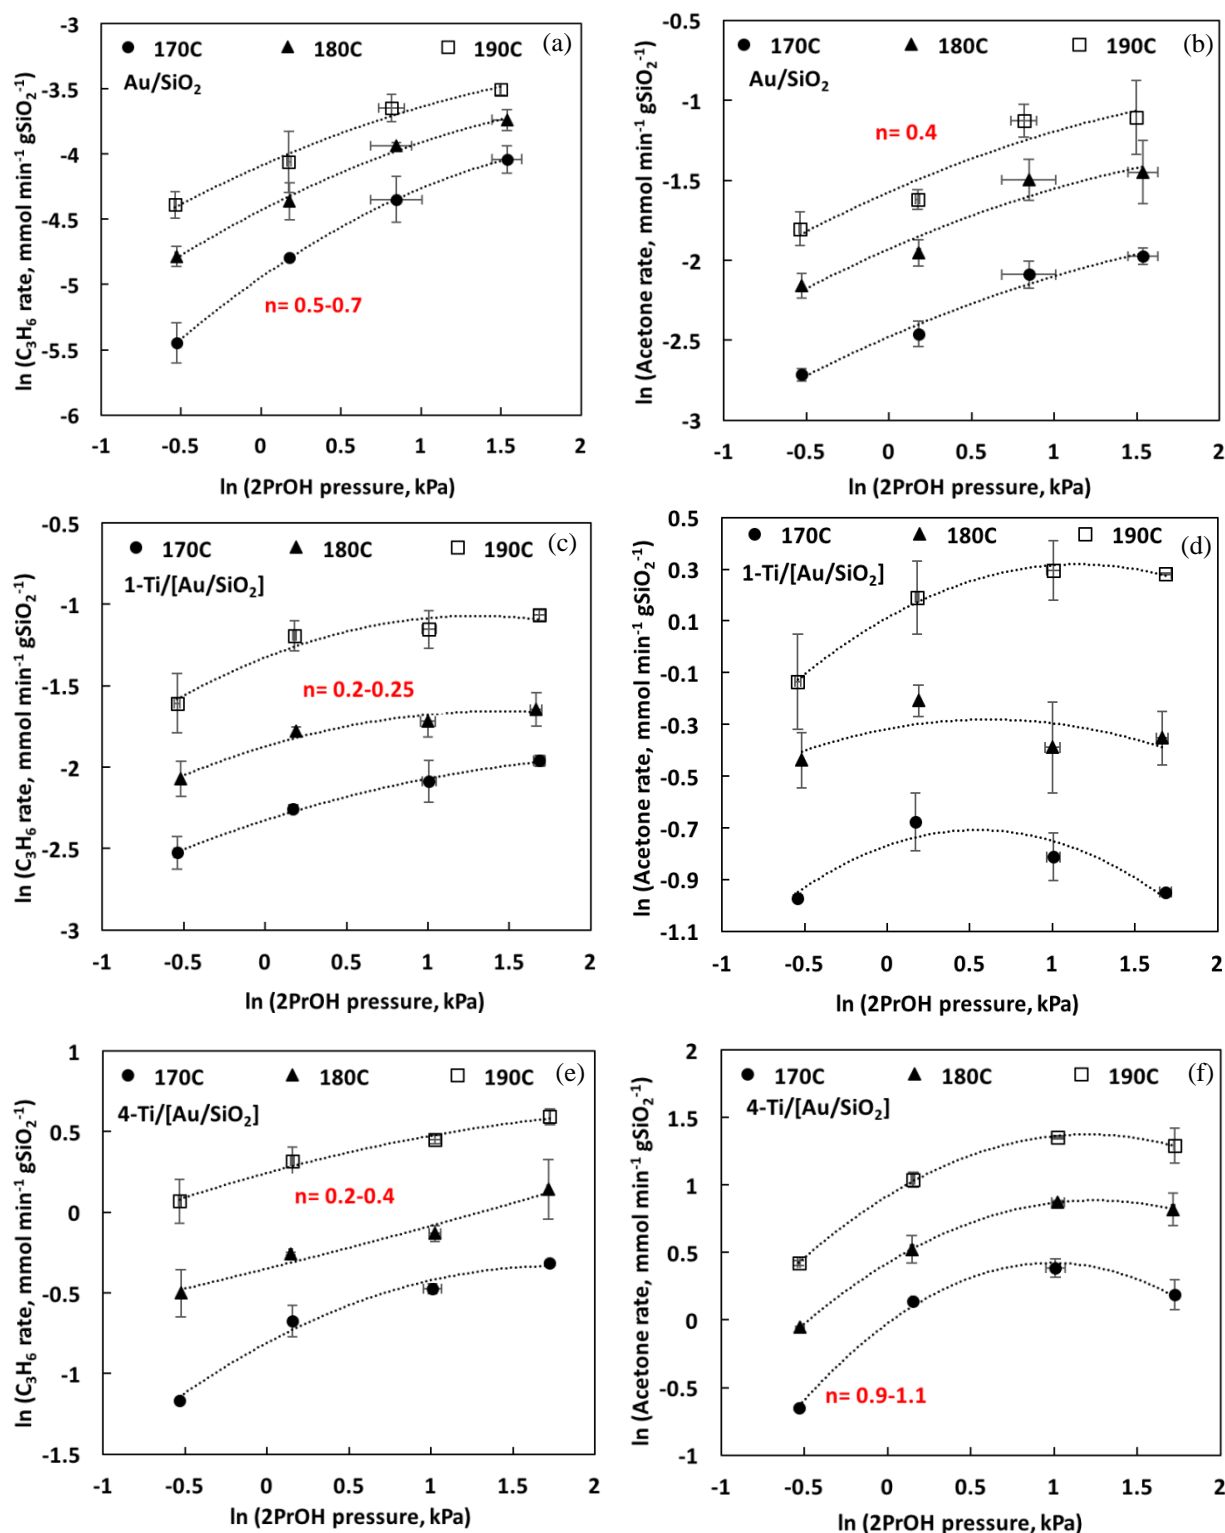 170C 180C 190C (a)
Au/SiO₂
ln (C₃H₆ rate, mmol min⁻¹ gSiO₂⁻¹)
-3
-3.5
-4
-4.5
-5
-5.5
-6
n= 0.5-0.7
-1 -0.5 0 0.5 1 1.5 2
ln (2PrOH pressure, kPa)
170C 180C 190C (b)
Au/SiO₂
ln (Acetone rate, mmol min⁻¹ gSiO₂⁻¹)
-0.5
-1
-1.5
-2
-2.5
-3
n= 0.4
-1 -0.5 0 0.5 1 1.5 2
ln (2PrOH pressure, kPa)
170C 180C 190C (c)
1-Ti/[Au/SiO₂]
ln (C₃H₆ rate, mmol min⁻¹ gSiO₂⁻¹)
-0.5
-1
-1.5
-2
-2.5
-3
n= 0.2-0.25
-1 -0.5 0 0.5 1 1.5 2
ln (2PrOH pressure, kPa)
170C 180C 190C (d)
1-Ti/[Au/SiO₂]
ln (Acetone rate, mmol min⁻¹ gSiO₂⁻¹)
0.5
0.3
0.1
-0.1
-0.3
-0.5
-0.7
-0.9
-1.1
-1 -0.5 0 0.5 1 1.5 2
ln (2PrOH pressure, kPa)
170C 180C 190C (e)
4-Ti/[Au/SiO₂]
ln (C₃H₆ rate, mmol min⁻¹ gSiO₂⁻¹)
1
0.5
0
-0.5
-1
-1.5
n= 0.2-0.4
-1 -0.5 0 0.5 1 1.5 2
ln (2PrOH pressure, kPa)
170C 180C 190C (f)
4-Ti/[Au/SiO₂]
ln (Acetone rate, mmol min⁻¹ gSiO₂⁻¹)
2
1.5
1
0.5
0
-0.5
-1
n= 0.9-1.1
-1 -0.5 0 0.5 1 1.5 2
ln (2PrOH pressure, kPa)